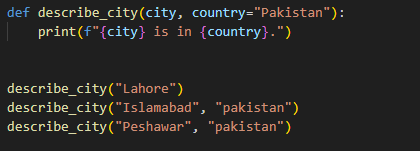 def describe_city(city, country="Pakistan"):
    print(f"{city} is in {country}.")
describe_city("Lahore")
describe_city("Islamabad", "pakistan")
describe_city("Peshawar", "pakistan")